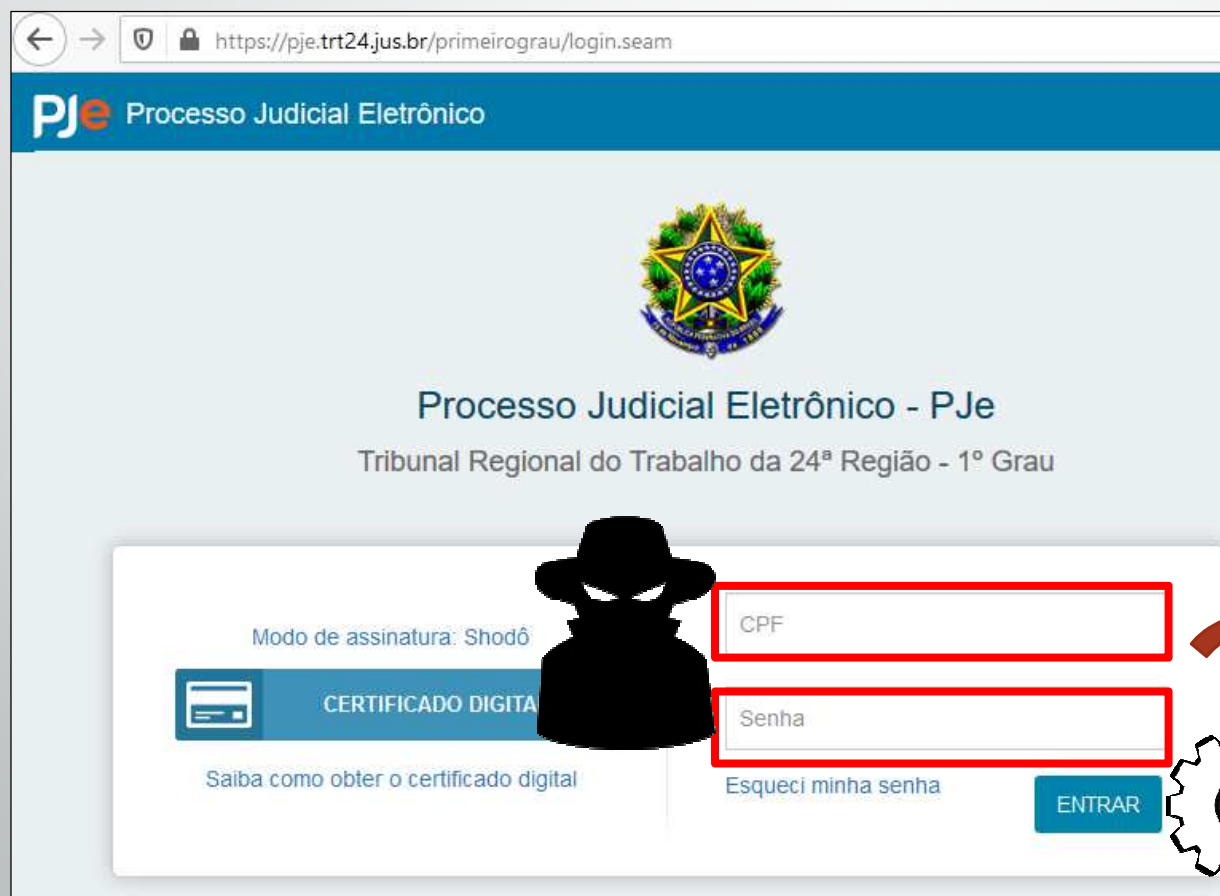 https://pje.trt24.jus.br/primeirograu/login.seam
PJe Processo Judicial Eletrônico
Processo Judicial Eletrônico - PJe
Tribunal Regional do Trabalho da 24ª Região - 1º Grau
Modo de assinatura: Shodô
CERTIFICADO DIGITA
Saiba como obter o certificado digital
CPF
Senha
Esqueci minha senha
ENTRAR